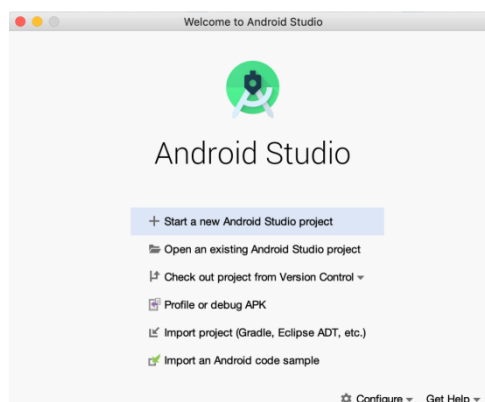 Welcome to Android Studio
Android Studio
Start a new Android Studio project
Open an existing Android Studio project
Check out project from Version Control
Profile or debug APK
Import project (Gradle, Eclipse ADT, etc.)
Import an Android code sample
Configure Get Help